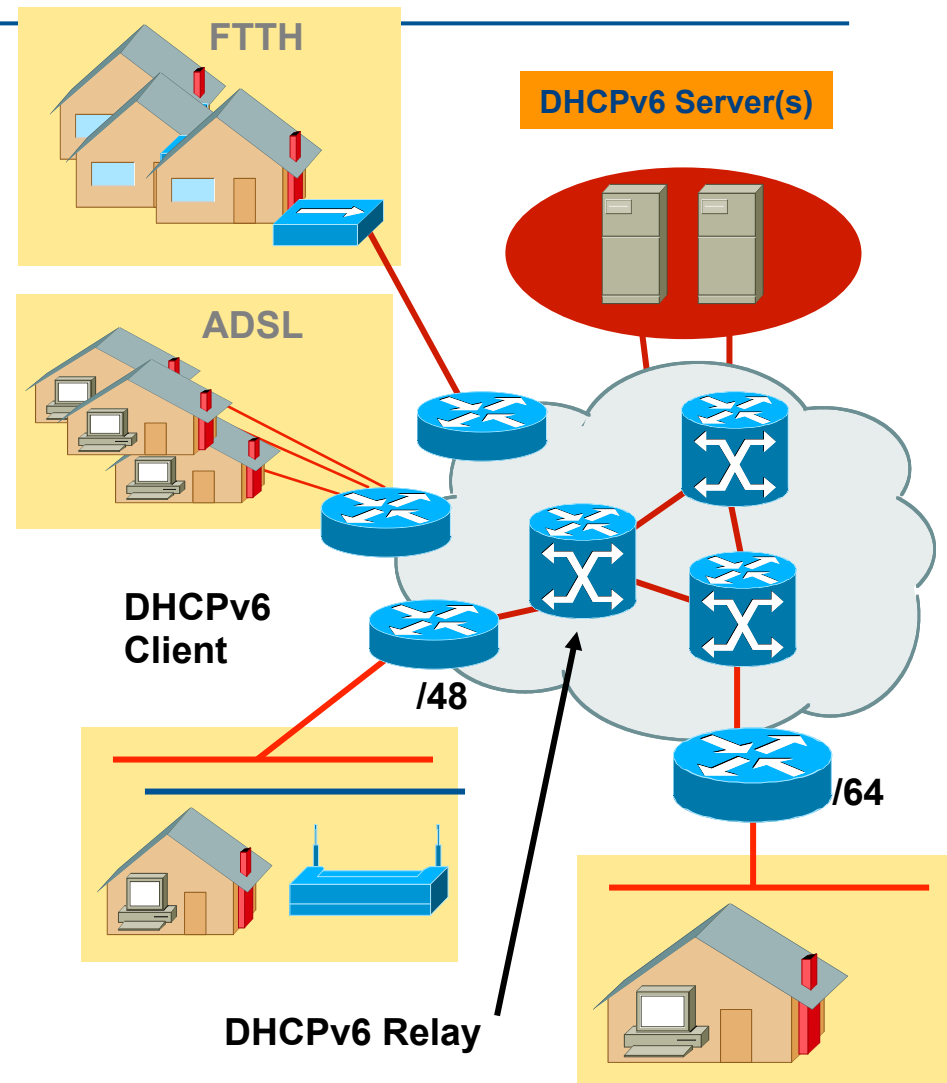 FTTH
DHCPv6 Server(s)
ADSL
DHCPv6
Client
/48
/64
DHCPv6 Relay